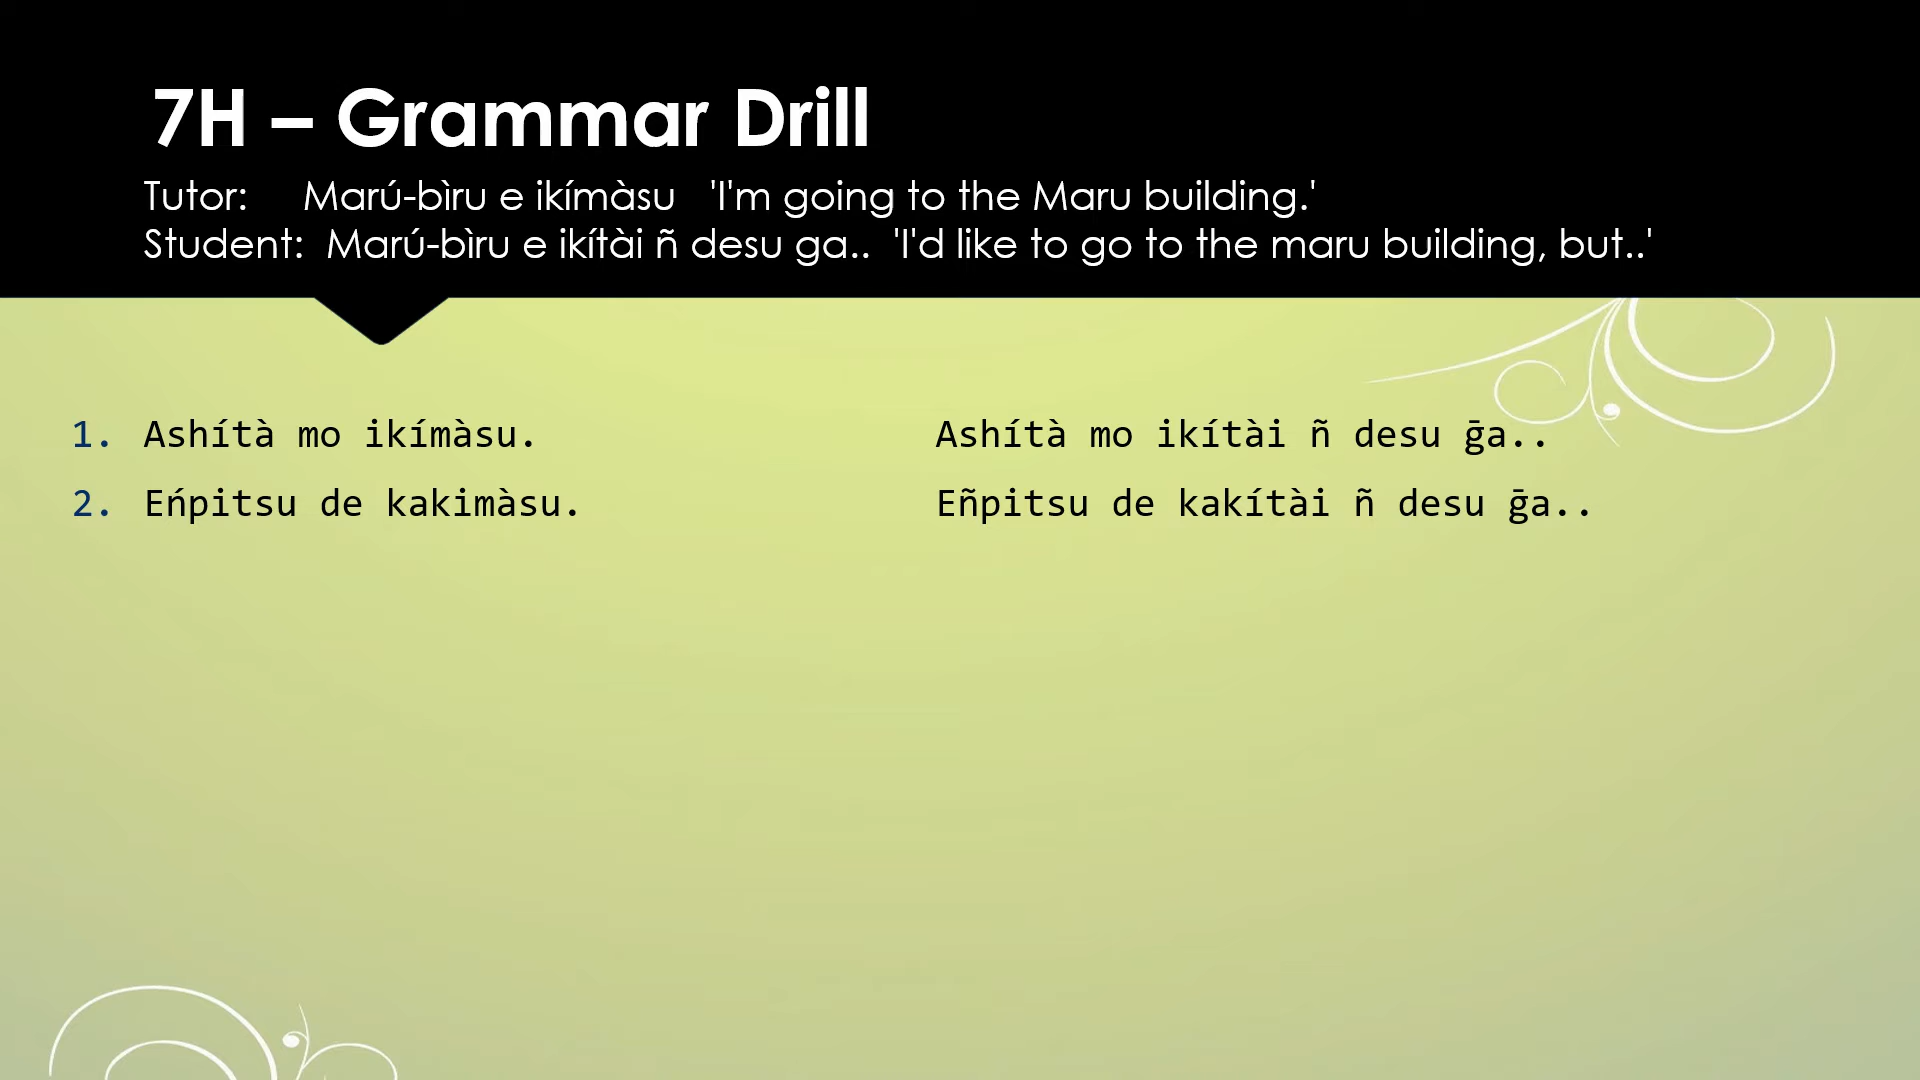 7H – Grammar Drill
Tutor: Marú-bìru e ikímàsu 'I'm going to the Maru building.'
Student: Marú-bìru e ikítài ñ desu ga.. 'I'd like to go to the maru building, but..'
1. Ashítà mo ikímàsu. Ashítà mo ikítài ñ desu ḡa..
2. Eńpitsu de kakimàsu. Eñpitsu de kakítài ñ desu ḡa..